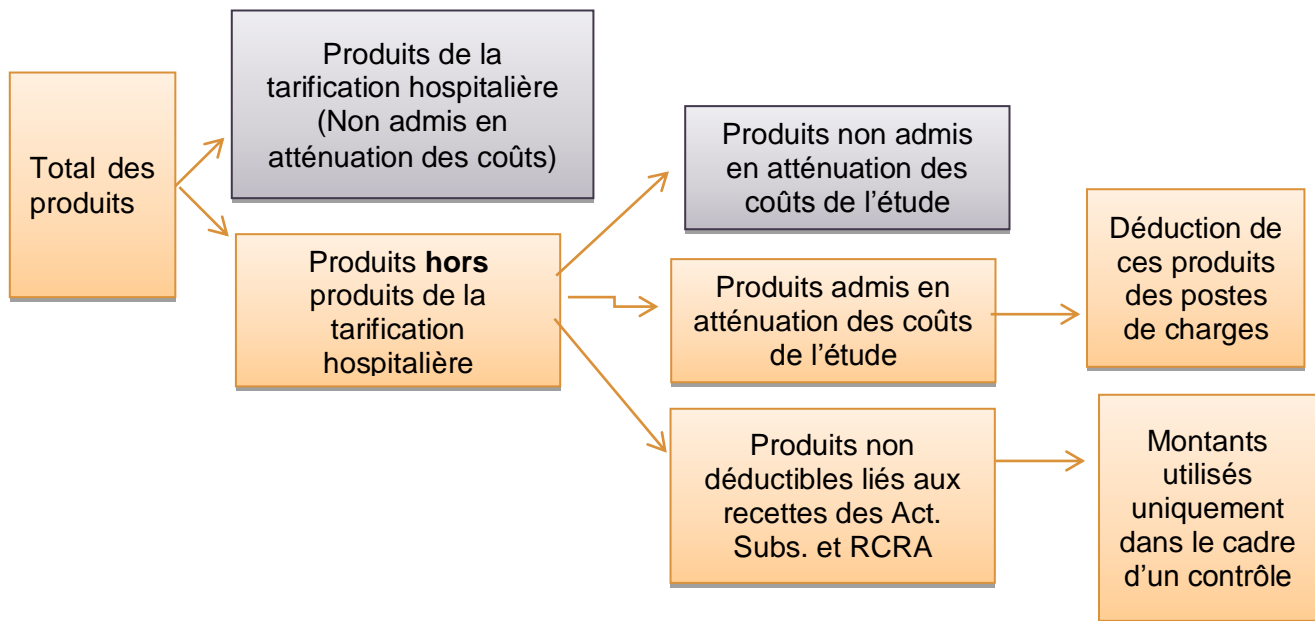 Total des
produits
Produits de la
tarification hospitalière
(Non admis en
atténuation des coûts)
Produits hors
produits de la
tarification
hospitalière
Produits non admis
en atténuation des
coûts de l’étude
Produits admis en
atténuation des coûts
de l’étude
Produits non
déductibles liés aux
recettes des Act.
Subs. et RCRA
Déduction de
ces produits
des postes
de charges
Montants
utilisés
uniquement
dans le cadre
d’un contrôle